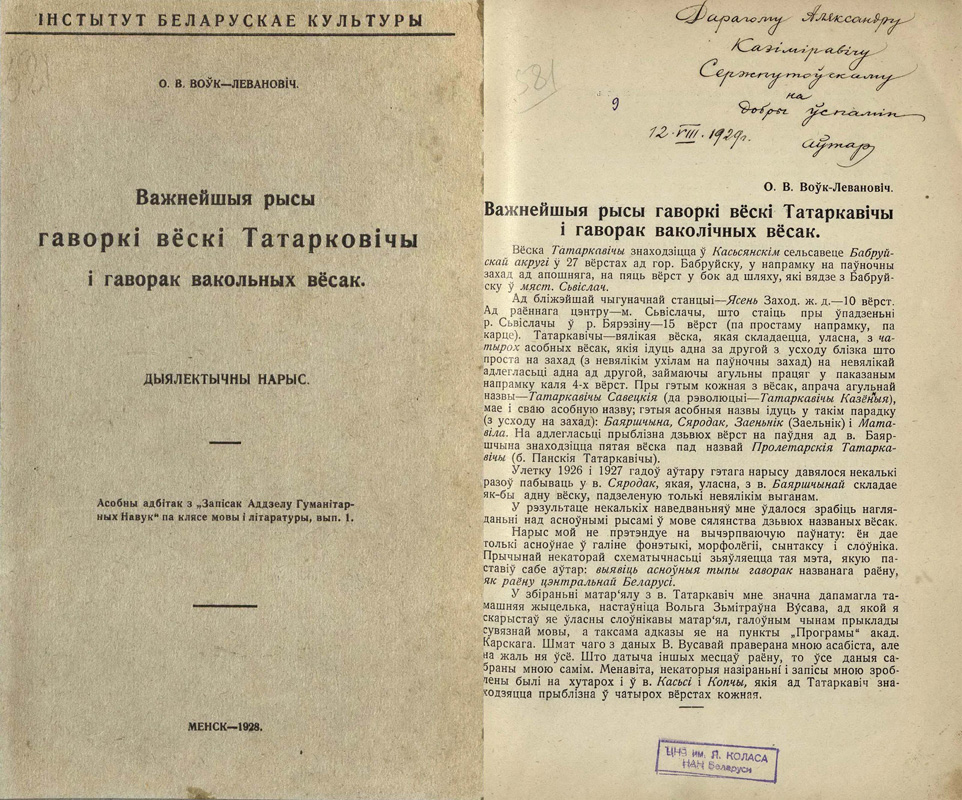 ІНСТЫТУТ БЕЛАРУСКАЕ КУЛЬТУРЫ
О. В. ВОЎК—ЛЕВАНОВІЧ.
Важнейшыя рысы
гаворкі вёскі Татарковічы
і гаворак вакольных вёсак.
ДЫЯЛЕКТЫЧНЫ НАРЫС.
Асобны адбітак з „Запісак Аддзелу Гуманітар-
ных Навук“ па клясе мовы і літаратуры, вып. 1.
МЕНСК—1928.
Дарагому Александру
Казіміравічу
Сержпутоўскаму
на
добры ўспамін
аўтар
12.VIII.1929г.
581
9
О. В. Воўк-Левановіч.
Важнейшыя рысы гаворкі вёскі Татаркавічы
і гаворак ваколічных вёсак.
Вёска Татаркавічы знаходзіцца ў Касьянскім сельсавеце Бабруй-
скай акругі ў 27 вёрстах ад гор. Бабруйску, у напрамку на паўночны
захад ад апошняга, на пяць вёрст у бок ад шляху, які вядзе з Бабруй-
ску ў мяст. Сьвіслач.
Ад бліжэйшай чыгуначнай станцыі—Ясень Заход. ж. д.—10 вёрст.
Ад раённага цэнтру—м. Сьвіслачы, што стаіць пры ўпадзеньні
р. Сьвіслачы ў р. Бярэзіну—15 вёрст (па простаму напрамку, па
карце). Татаркавічы—вялікая вёска, якая складаецца, уласна, з ча-
тырох асобных вёсак, якія ідуць адна за другой з усходу блізка што
проста на захад (з невялікім ухілам на паўночны захад) на невялікай
адлегласьці адна ад другой, займаючы агульны працяг у паказаным
напрамку каля 4-х вёрст. Пры гэтым кожная з вёсак, апрача агульнай
назвы—Татаркавічы Савецкія (да рэволюцыі—Татаркавічы Казённыя),
мае і сваю асобную назву; гэтыя асобныя назвы ідуць у такім парадку
(з усходу на захад): Баяршчына, Сяродак, Заеньнік (Заельнік) і Мата-
віла. На адлегласьці прыблізна дзьвюх вёрст на паўдня ад в. Баяр-
шчына знаходзіцца пятая вёска пад назвай Пролетарскія Татарка-
вічы (б. Панскія Татаркавічы).
Улетку 1926 і 1927 гадоў аўтару гэтага нарысу давялося некалькі
разоў пабываць у в. Сяродак, якая, уласна, з в. Баяршчынай складае
як-бы адну вёску, падзеленую толькі невялікім выганам.
У рэзультаце некалькіх наведваньняў мне ўдалося зрабіць нагля-
даньні над асноўнымі рысамі ў мове сялянства дзьвюх названых вёсак.
Нарыс мой не прэтэндуе на вычэрпваючую паўнату: ён дае
толькі асноўнае ў галіне фонэтыкі, морфолёгіі, сынтаксу і слоўніка.
Прычынай некаторай схематычнасьці зьяўляецца тая мэта, якую па-
ставіў сабе аўтар: выявіць асноўныя тыпы гаворак названага раёну,
як раёну цэнтральнай Беларусі.
У збіраньні матар'ялу з в. Татаркавіч мне значна дапамагла та-
машняя жыцелька, настаўніца Вольга Зьмітраўна Вусава, ад якой я
скарыстаў яе ўласны слоўнікавы матар'ял, галоўным чынам прыклады
сувязнай мовы, а таксама адказы яе на пункты „Програмы“ акад.
Карскага. Шмат чаго з даных В. Вусавай праверана мною асабіста, але
на жаль ня ўсё. Што датыча іншых месцаў раёну, то ўсе даныя са-
браны мною самім. Менавіта, некаторыя назіраньні і запісы мною зроб-
лены былі на хутарох і ў в. Касьі і Копчы, якія ад Татаркавіч зна-
ходзяцца прыблізна ў чатырох вёрстах кожная.
ЦНБ им. Я. КОЛАСА
НАН Беларуси